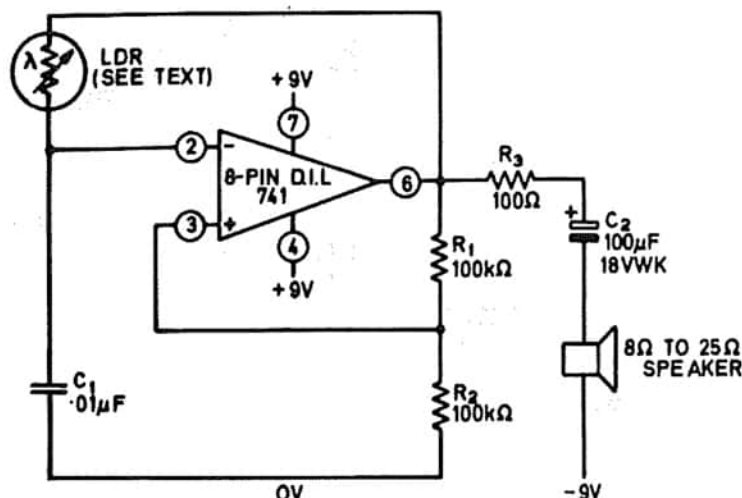 LDR
(SEE TEXT)
λ
+9V
7
2
-
8-PIN D.I.L
741
6
3
+
4
+9V
R3
100Ω
+
C2
100µF
18VWK
R1
100kΩ
8Ω TO 25Ω
SPEAKER
C1
.01µF
R2
100kΩ
0V
-9V